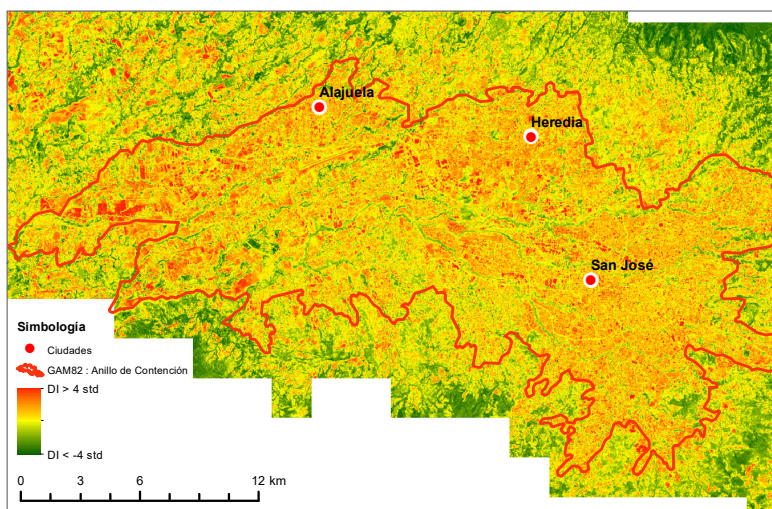 Alajuela
Heredia
San José
Simbología
Ciudades
GAM82 : Anillo de Contención
DI > 4 std
DI < -4 std
0 3 6 12 km